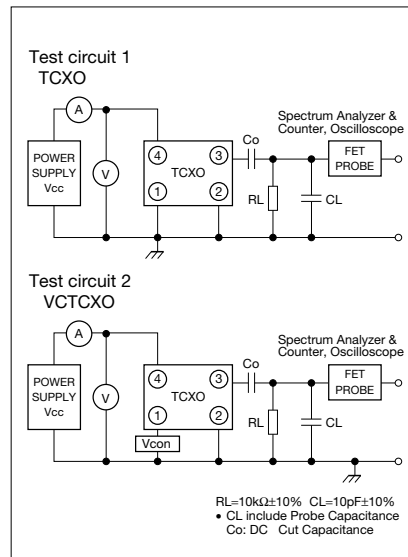 Test circuit 1
TCXO
A
POWER
SUPPLY
Vcc
V
4
3
TCXO
1
2
Co
RL
CL
Spectrum Analyzer &
Counter, Oscilloscope
FET
PROBE
Test circuit 2
VCTCXO
A
POWER
SUPPLY
Vcc
V
4
3
TCXO
1
2
Vcon
Co
RL
CL
Spectrum Analyzer &
Counter, Oscilloscope
FET
PROBE
RL=10kΩ±10% CL=10pF±10%
• CL include Probe Capacitance
Co: DC Cut Capacitance